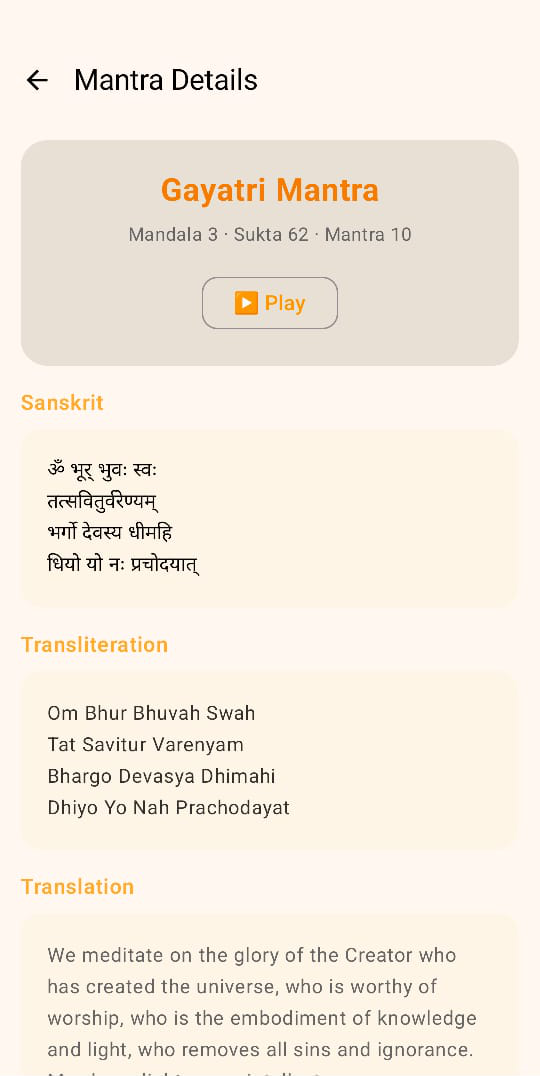 Mantra Details
Gayatri Mantra
Mandala 3 · Sukta 62 · Mantra 10
Play
Sanskrit
ॐ भूर् भुवः स्वः
तत्सवितुर्वरेण्यम्
भर्गो देवस्य धीमहि
धियो यो नः प्रचोदयात्
Transliteration
Om Bhur Bhuvah Swah
Tat Savitur Varenyam
Bhargo Devasya Dhimahi
Dhiyo Yo Nah Prachodayat
Translation
We meditate on the glory of the Creator who
has created the universe, who is worthy of
worship, who is the embodiment of knowledge
and light, who removes all sins and ignorance.